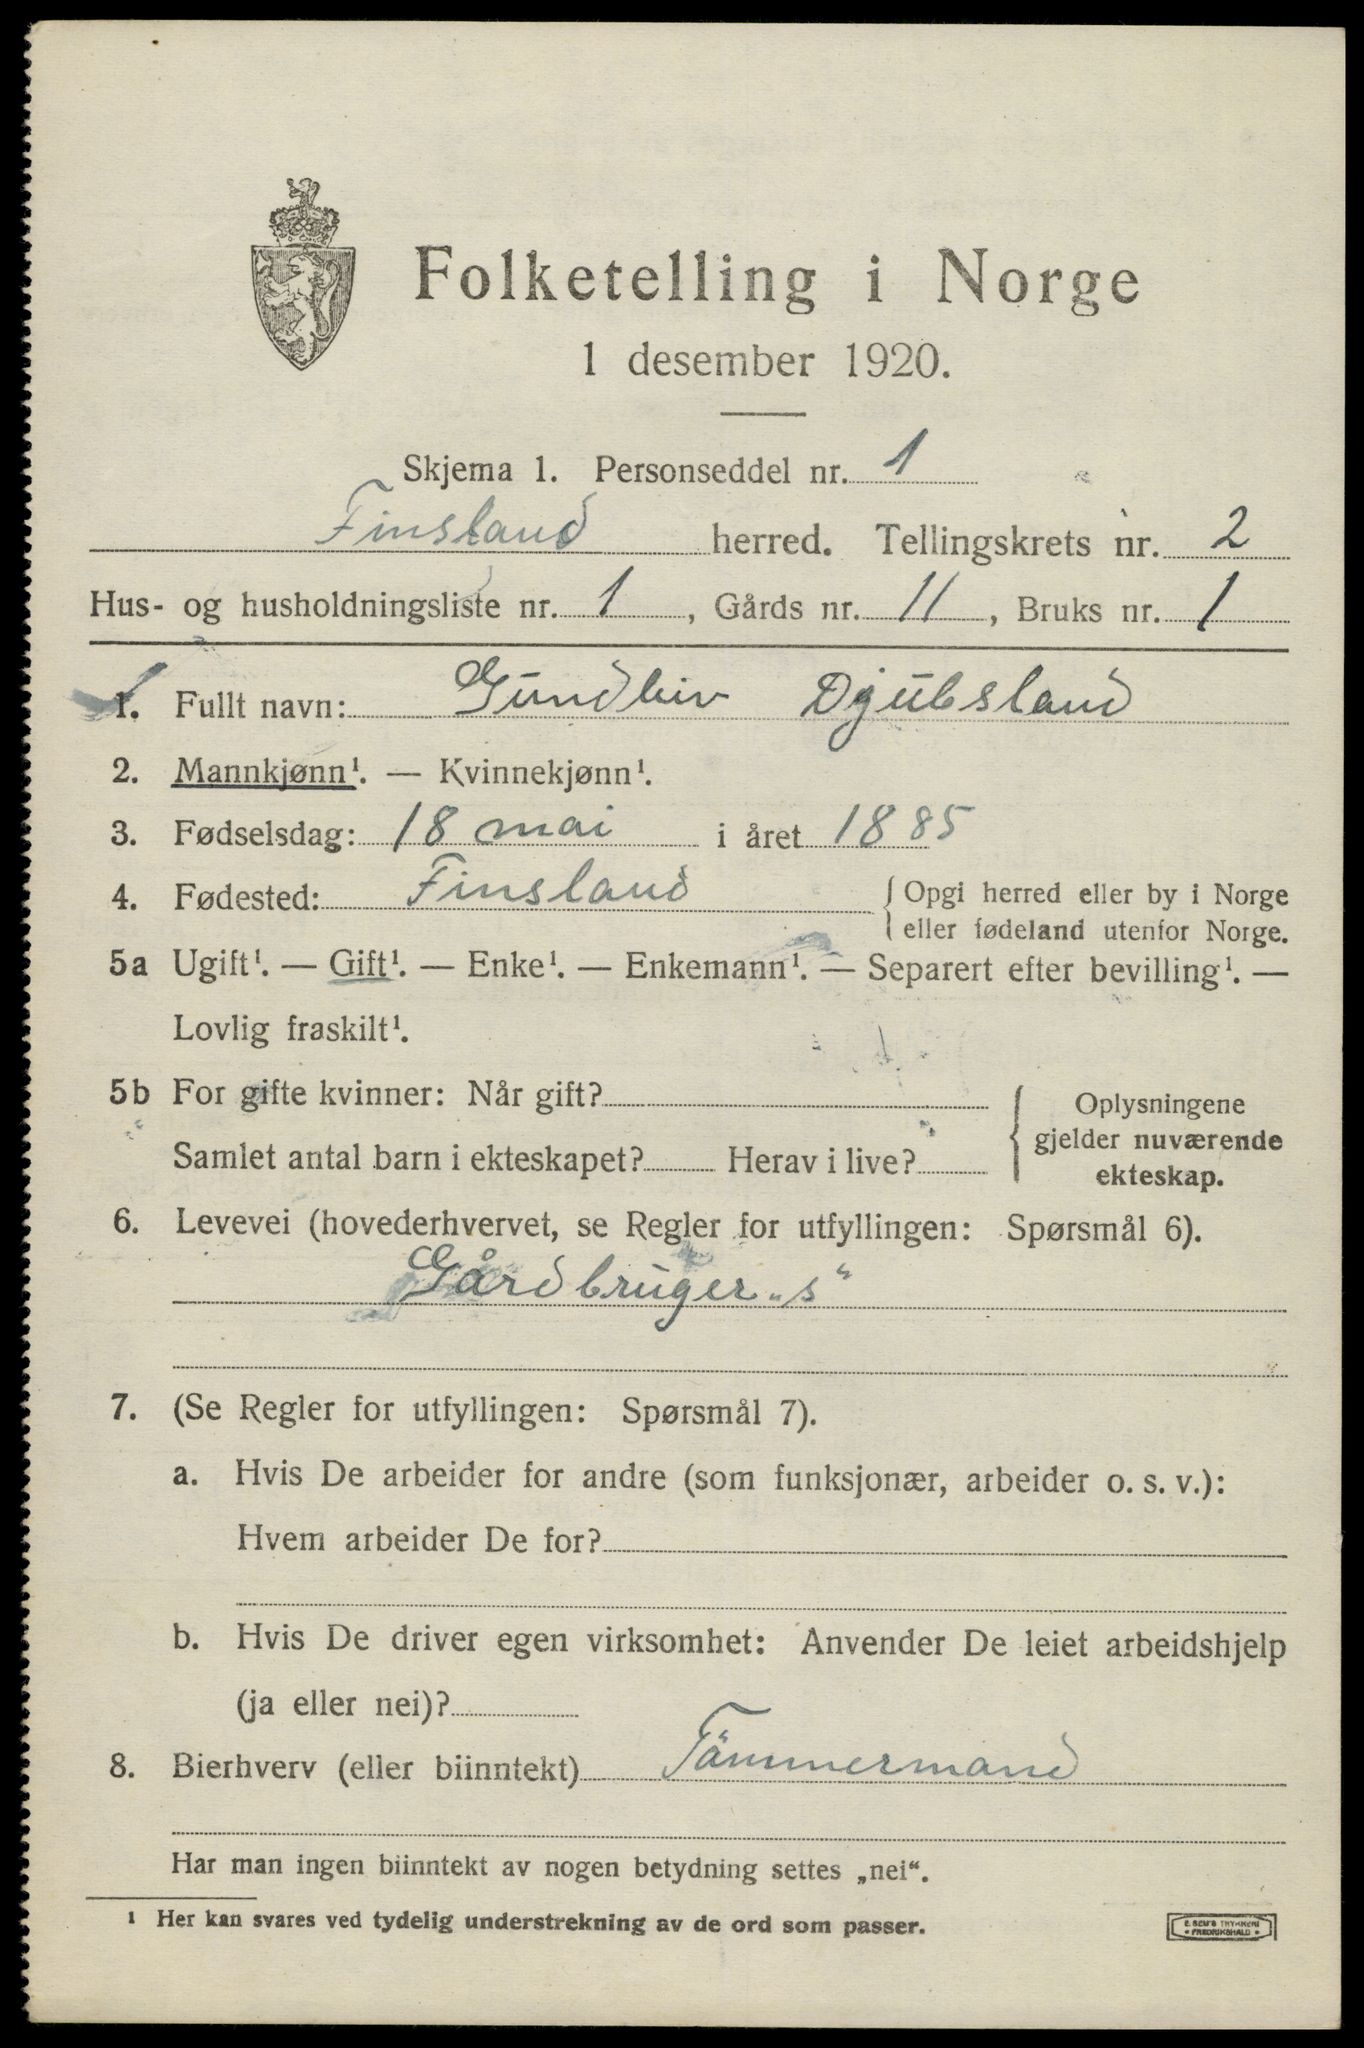 Folketelling i Norge
1 desember 1920.
Skjema 1. Personseddel nr. 1
Finsland herred. Tellingskrets nr. 2
Hus- og husholdningsliste nr. 1, Gårds nr. 11, Bruks nr. 1
1. Fullt navn: Gundleiv Djubsland
2. Mannkjønn¹. — Kvinnekjønn¹.
3. Fødselsdag: 18 mai i året 1885
4. Fødested: Finsland { Opgi herred eller by i Norge
eller fødeland utenfor Norge.
5a Ugift¹. — Gift¹. — Enke¹. — Enkemann¹. — Separert efter bevilling¹. —
Lovlig fraskilt¹.
5b For gifte kvinner: Når gift?
Samlet antal barn i ekteskapet? Herav i live?
{ Oplysningene
gjelder nuværende
ekteskap.
6. Levevei (hovederhvervet, se Regler for utfyllingen: Spørsmål 6).
Gårdbruger „s“
7. (Se Regler for utfyllingen: Spørsmål 7).
a. Hvis De arbeider for andre (som funksjonær, arbeider o. s. v.):
Hvem arbeider De for?
b. Hvis De driver egen virksomhet: Anvender De leiet arbeidshjelp
(ja eller nei)?
8. Bierhverv (eller biinntekt) Tömmermand
Har man ingen biinntekt av nogen betydning settes „nei“.
¹ Her kan svares ved tydelig understrekning av de ord som passer.
E. SEM'S TRYKKERI
• FREDRIKSHALD •